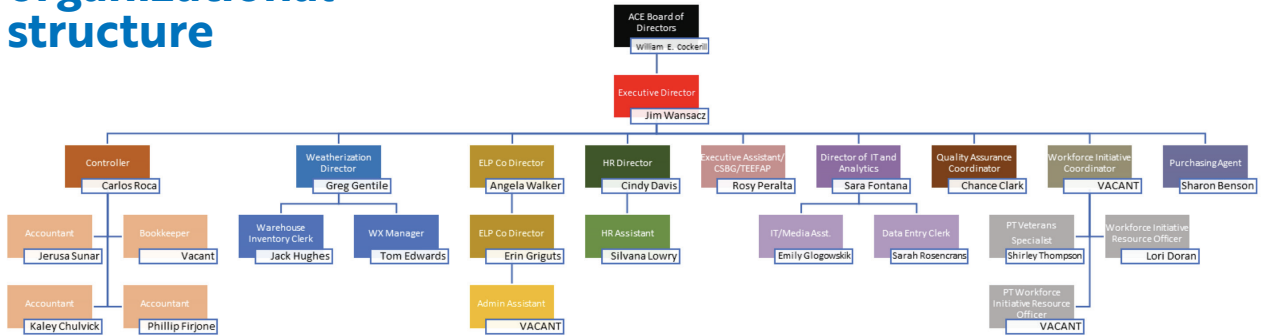 structure
ACE Board of
Directors
William E. Cockerill
Executive Director
Jim Wansacz
Controller
Carlos Roca
Weatherization
Director
Greg Gentile
ELP Co Director
Angela Walker
HR Director
Cindy Davis
Executive Assistant/
CSBG/TEEFAP
Rosy Peralta
Director of IT and
Analytics
Sara Fontana
Quality Assurance
Coordinator
Chance Clark
Workforce Initiative
Coordinator
VACANT
Purchasing Agent
Sharon Benson
Accountant
Jerusa Sunar
Bookkeeper
Vacant
Warehouse
Inventory Clerk
Jack Hughes
WX Manager
Tom Edwards
ELP Co Director
Erin Griguts
HR Assistant
Silvana Lowry
IT/Media Asst.
Emily Glogowskik
Data Entry Clerk
Sarah Rosencrans
PT Veterans
Specialist
Shirley Thompson
Workforce Initiative
Resource Officer
Lori Doran
Accountant
Kaley Chulvick
Accountant
Phillip Firjone
Admin Assistant
VACANT
PT Workforce
Initiative Resource
Officer
VACANT